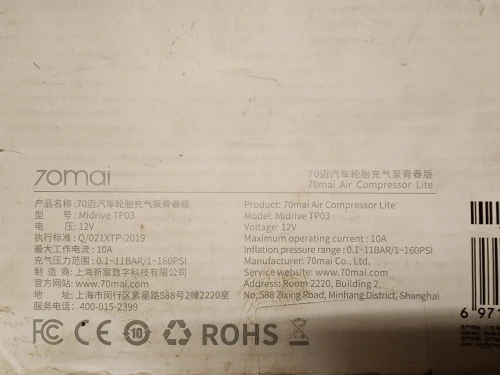 70mai
70迈汽车轮胎充气泵青春版
70mai Air Compressor Lite
产品名称:70迈汽车轮胎充气泵青春版
型 号:Midrive TP03
电 压:12V
执行标准:Q/021XTP-2019
最大工作电流:10A
充气压力范围:0.1~11BAR/1~160PSI
制 造 商:上海新案数字科技有限公司
官方网站:www.70mai.com
地 址:上海市闵行区紫星路588号2幢2220室
服务电话:400-015-2399
Product: 70mai Air Compressor Lite
Model: Midrive TP03
Voltage: 12V
Maximum operating current : 10A
Inflation pressure range : 0.1~11BAR/1~160PSI
Manufacturer: 70mai Co., Ltd.
Service website: www.70mai.com
Address: Room 2220, Building 2,
No. 588 Zixing Road, Minhang District, Shanghai
FC CE 10 ROHS
6 971